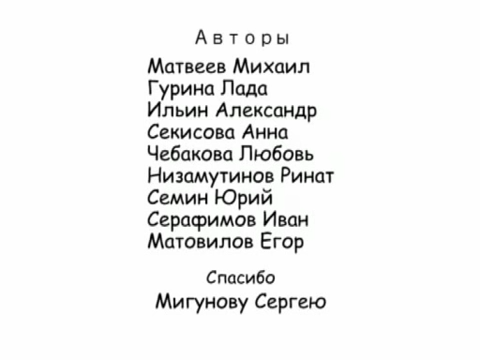 Авторы
Матвеев Михаил
Гурина Лада
Ильин Александр
Секисова Анна
Чебакова Любовь
Низамутинов Ринат
Семин Юрий
Серафимов Иван
Матовилов Егор
Спасибо
Мигунову Сергею